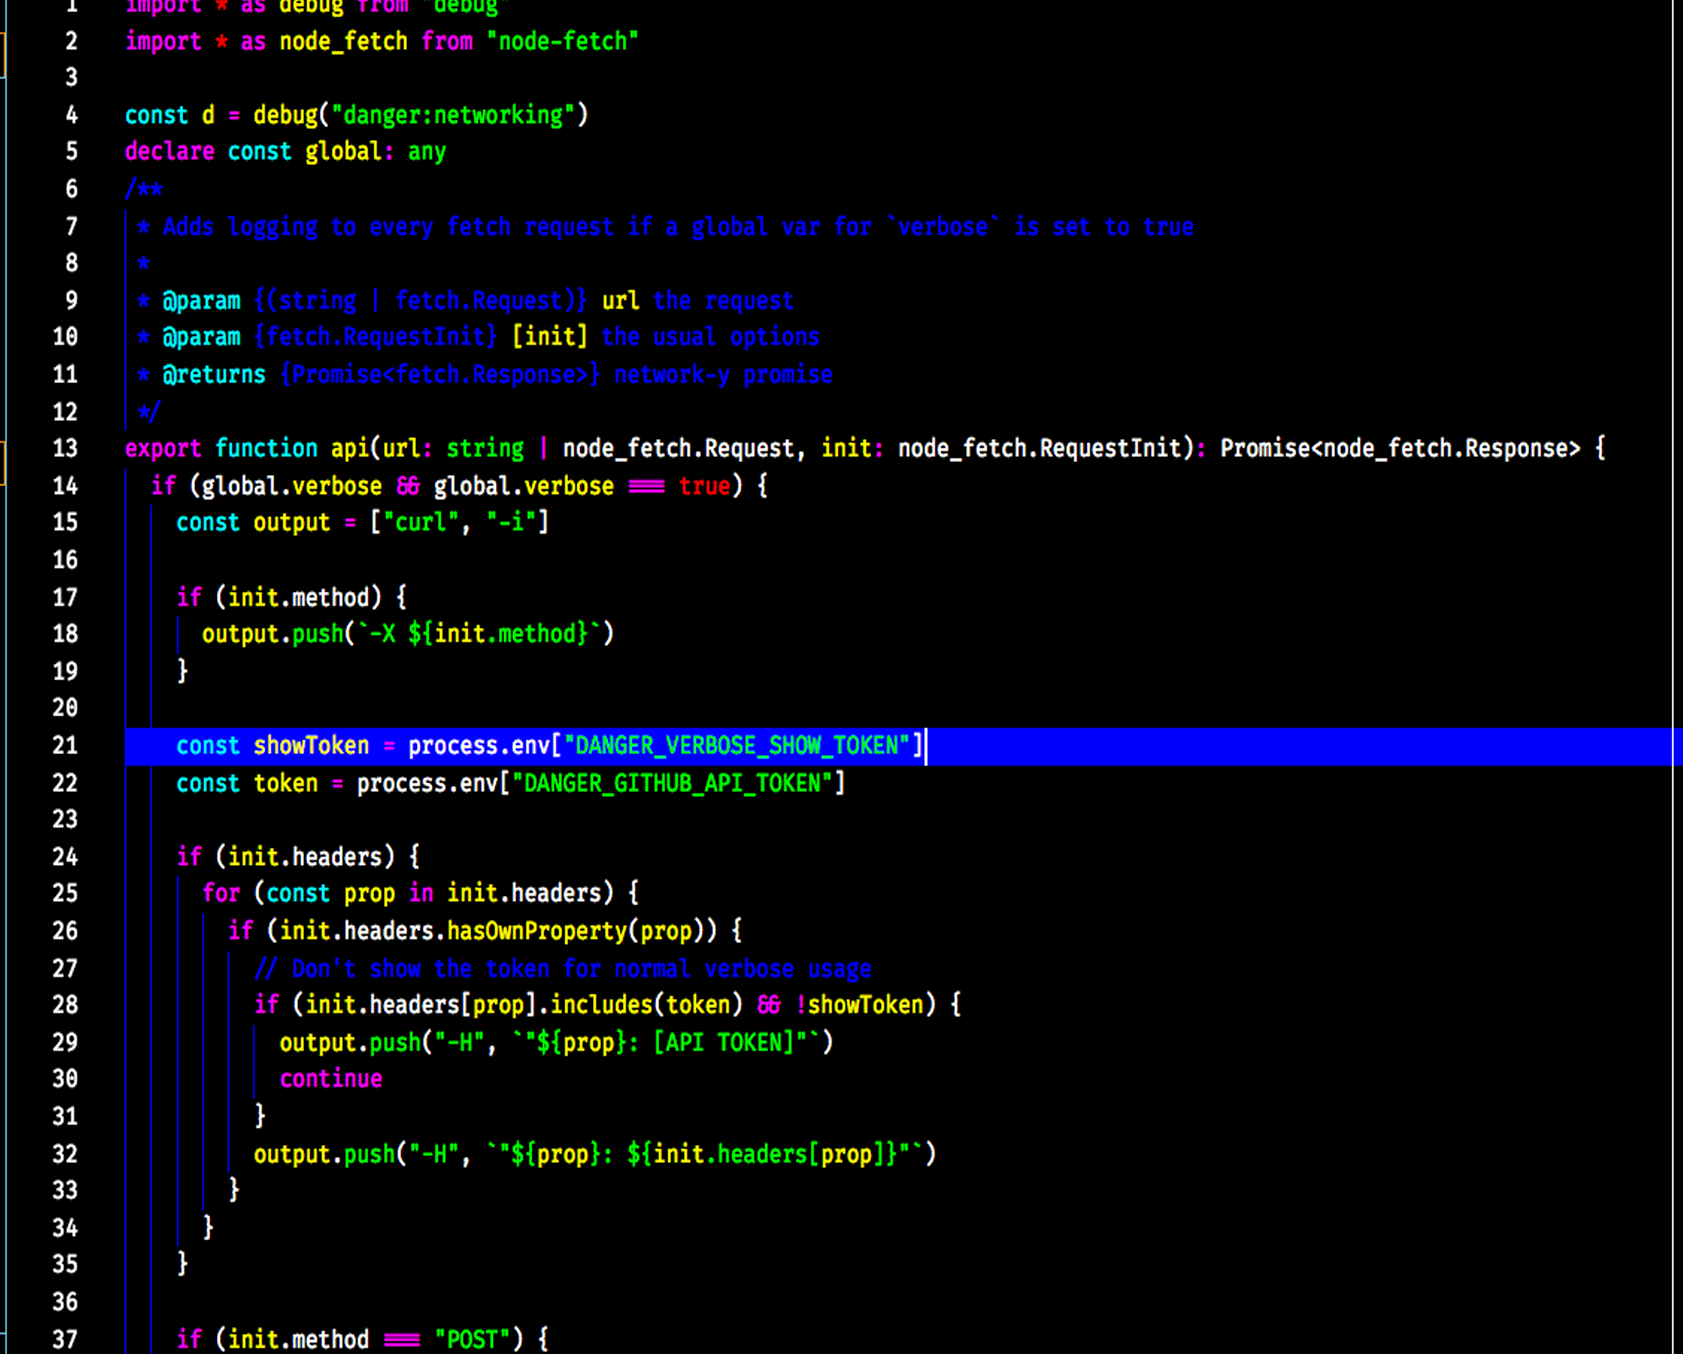 1 import * as debug from "debug"
2 import * as node_fetch from "node-fetch"
3
4 const d = debug("danger:networking")
5 declare const global: any
6 /**
7 * Adds logging to every fetch request if a global var for `verbose` is set to true
8 *
9 * @param {(string | fetch.Request)} url the request
10 * @param {fetch.RequestInit} [init] the usual options
11 * @returns {Promise<fetch.Response>} network-y promise
12 */
13 export function api(url: string | node_fetch.Request, init: node_fetch.RequestInit): Promise<node_fetch.Response> {
14 if (global.verbose && global.verbose === true) {
15 const output = ["curl", "-i"]
16
17 if (init.method) {
18 output.push(`-X ${init.method}`)
19 }
20
21 const showToken = process.env["DANGER_VERBOSE_SHOW_TOKEN"]
22 const token = process.env["DANGER_GITHUB_API_TOKEN"]
23
24 if (init.headers) {
25 for (const prop in init.headers) {
26 if (init.headers.hasOwnProperty(prop)) {
27 // Don't show the token for normal verbose usage
28 if (init.headers[prop].includes(token) && !showToken) {
29 output.push("-H", `"${prop}: [API TOKEN]"`)
30 continue
31 }
32 output.push("-H", `"${prop}: ${init.headers[prop]}"`)
33 }
34 }
35 }
36
37 if (init.method === "POST") {